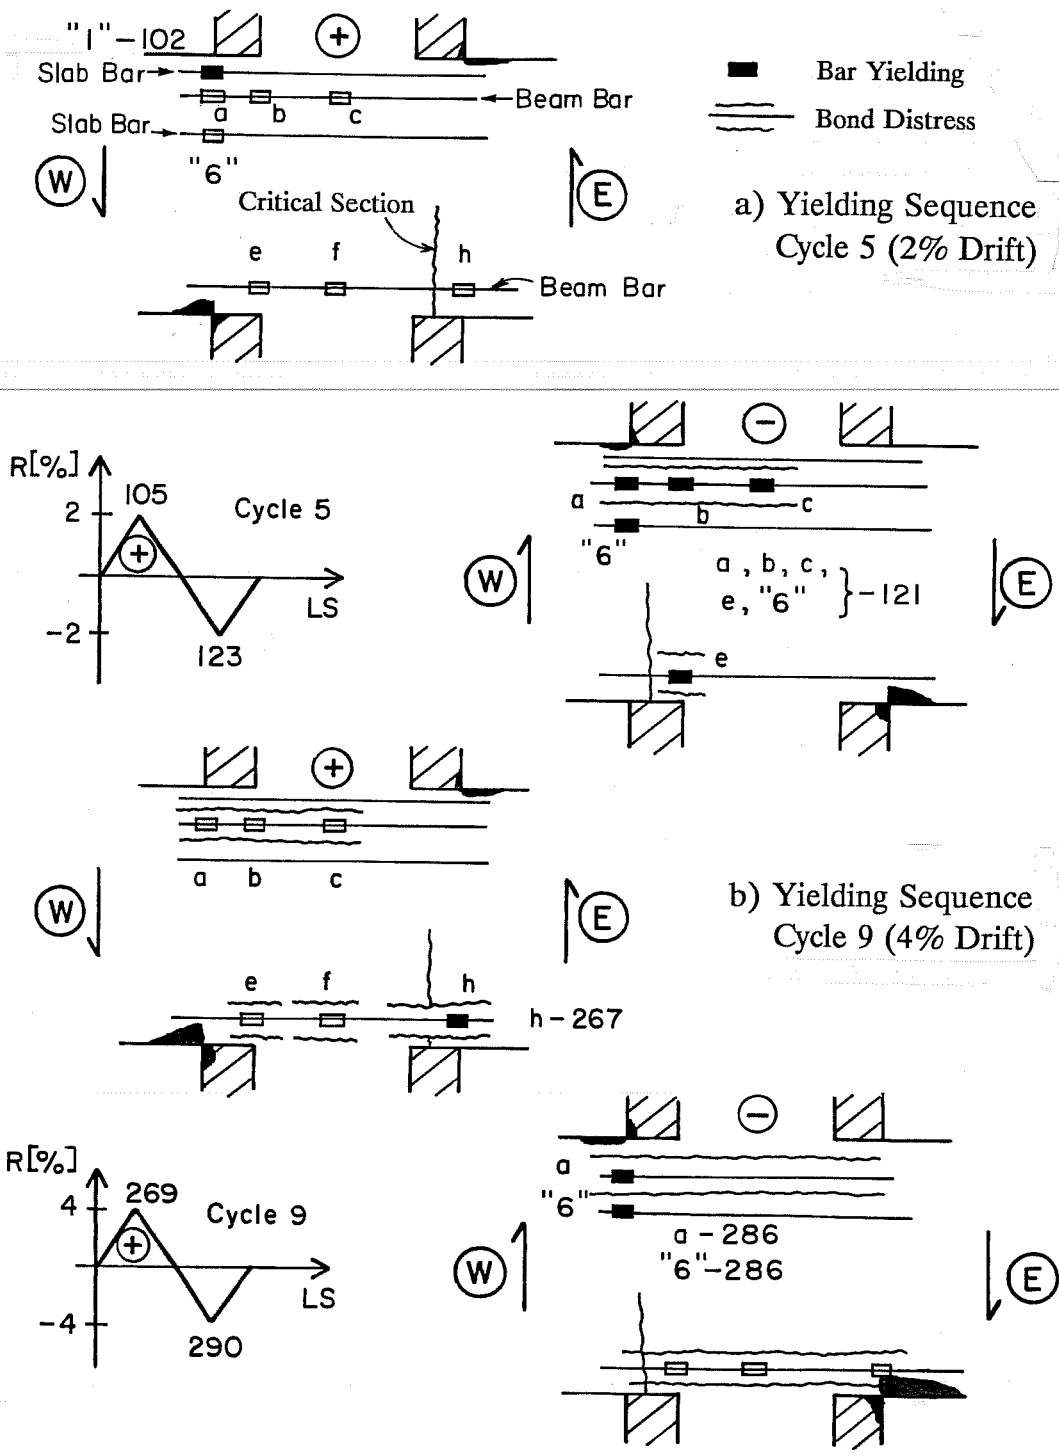 "1"-102
+
Slab Bar
a b c
Beam Bar
Slab Bar
"6"
W
E
Critical Section
e f h
Beam Bar
Bar Yielding
Bond Distress
a) Yielding Sequence
Cycle 5 (2% Drift)
R[%]
105
2
+
Cycle 5
LS
-2
123
−
a
b
c
"6"
W
E
a, b, c,
e, "6" }-121
e
+
a b c
W
E
e f h
h-267
b) Yielding Sequence
Cycle 9 (4% Drift)
R[%]
269
4
+
Cycle 9
LS
-4
290
−
a
"6"
a-286
"6"-286
W
E